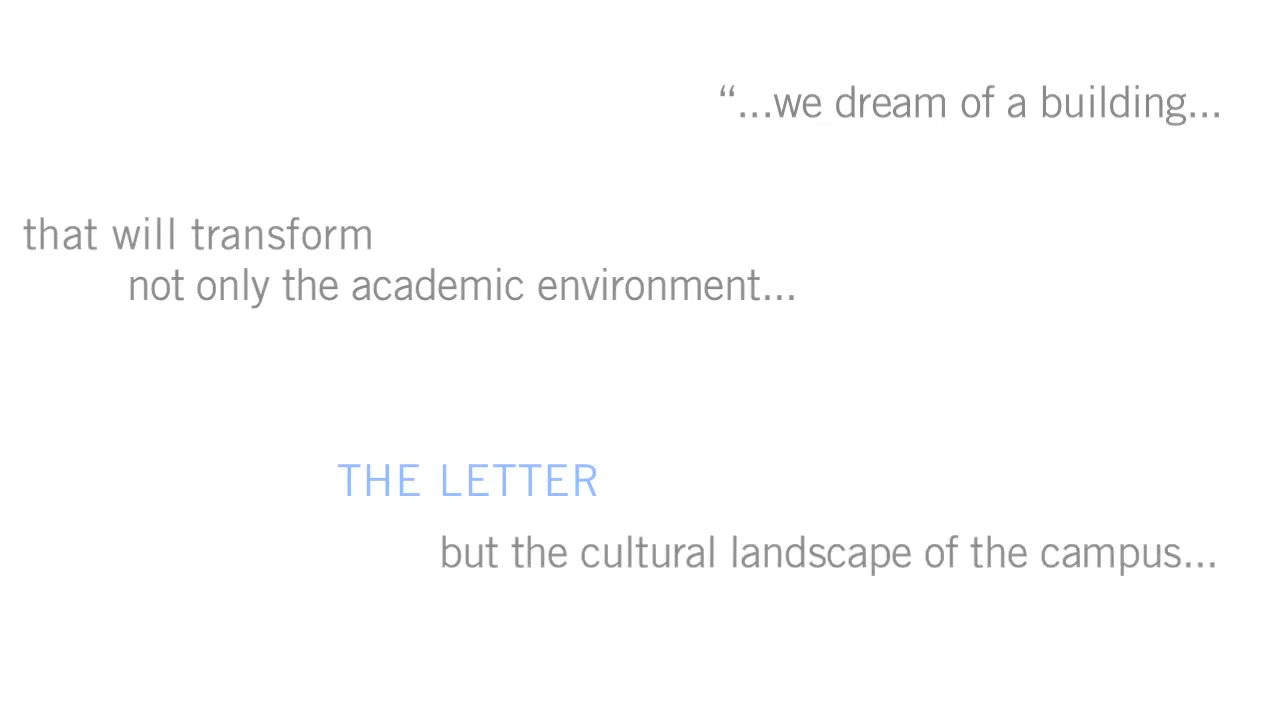 “...we dream of a building...
that will transform
not only the academic environment...
THE LETTER
but the cultural landscape of the campus...